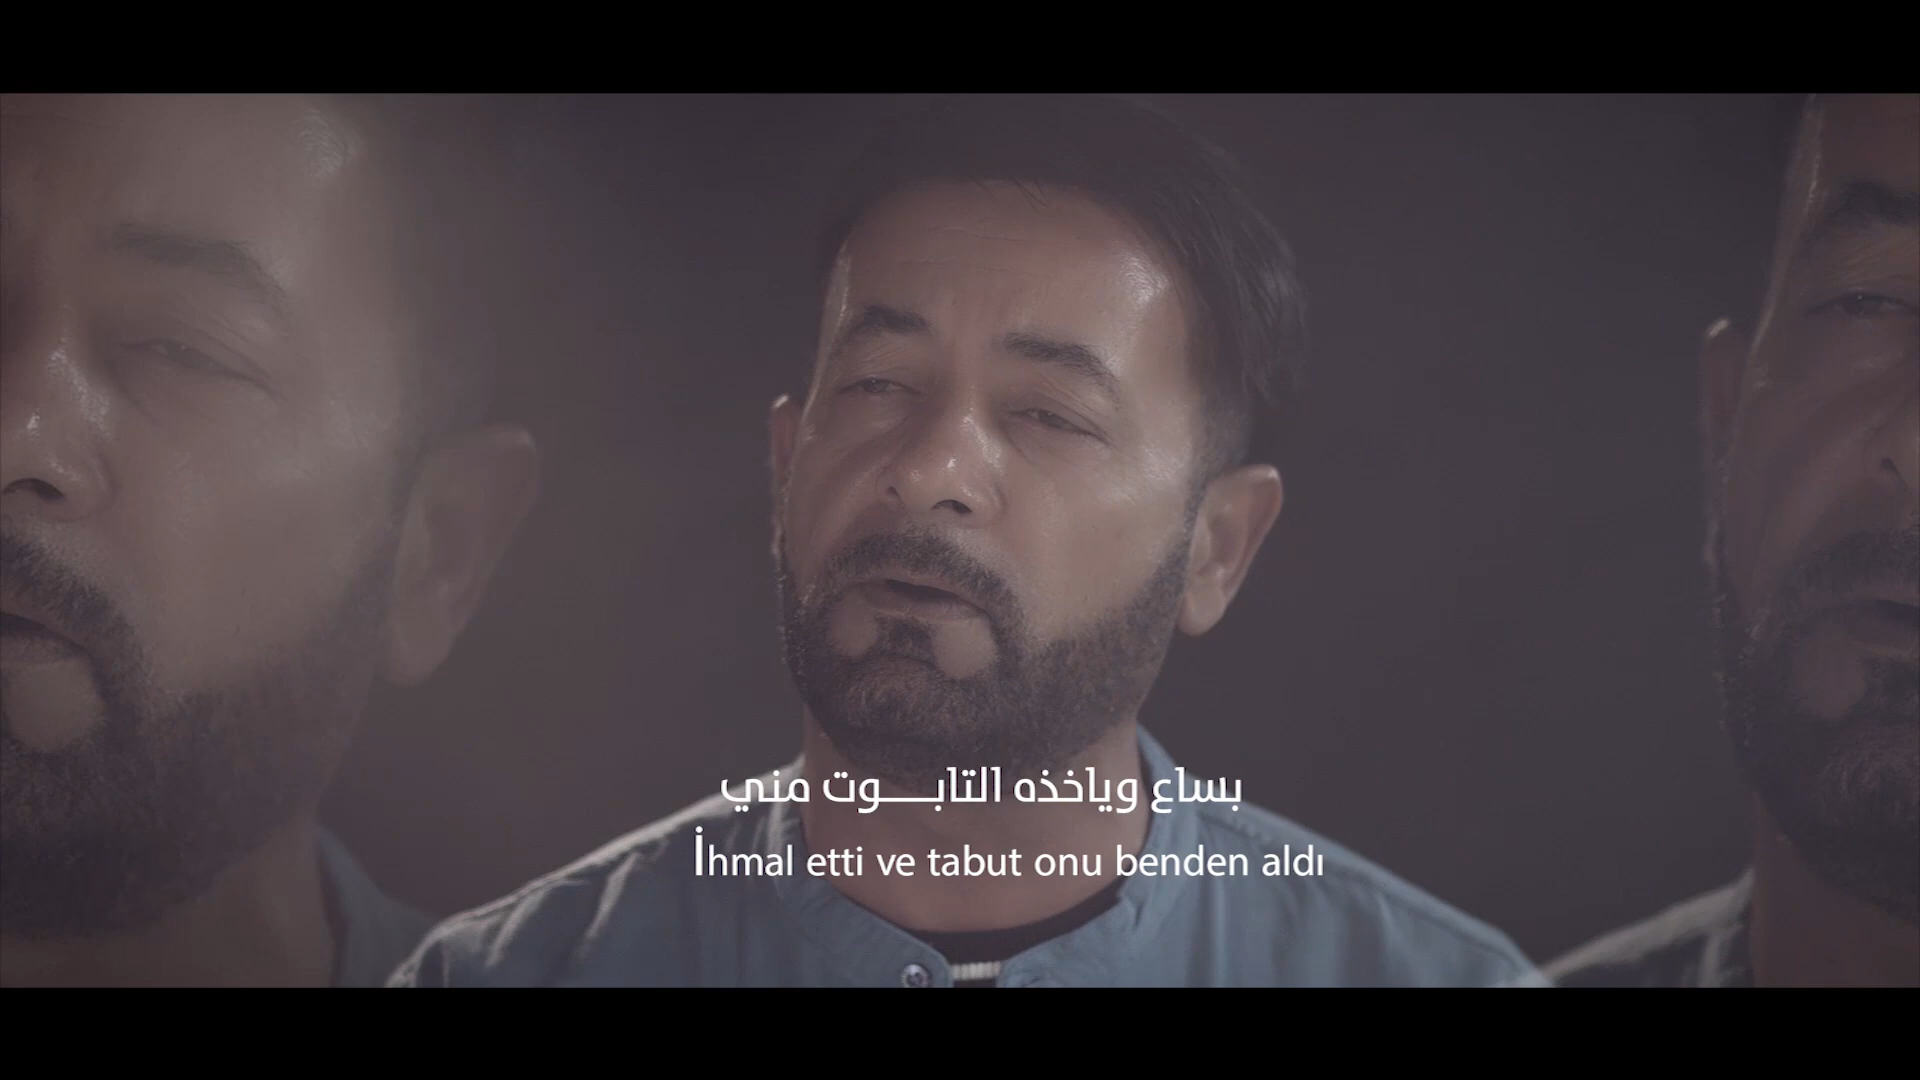 بساع وياخذه التابـــوت مني
İhmal etti ve tabut onu benden aldı